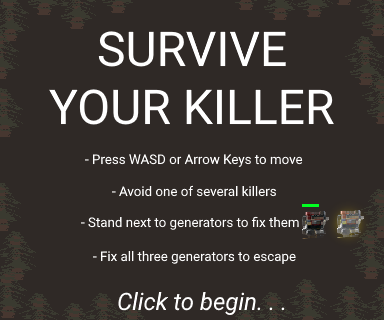 SURVIVE
YOUR KILLER
- Press WASD or Arrow Keys to move
- Avoid one of several killers
- Stand next to generators to fix them
- Fix all three generators to escape
Click to begin. . .